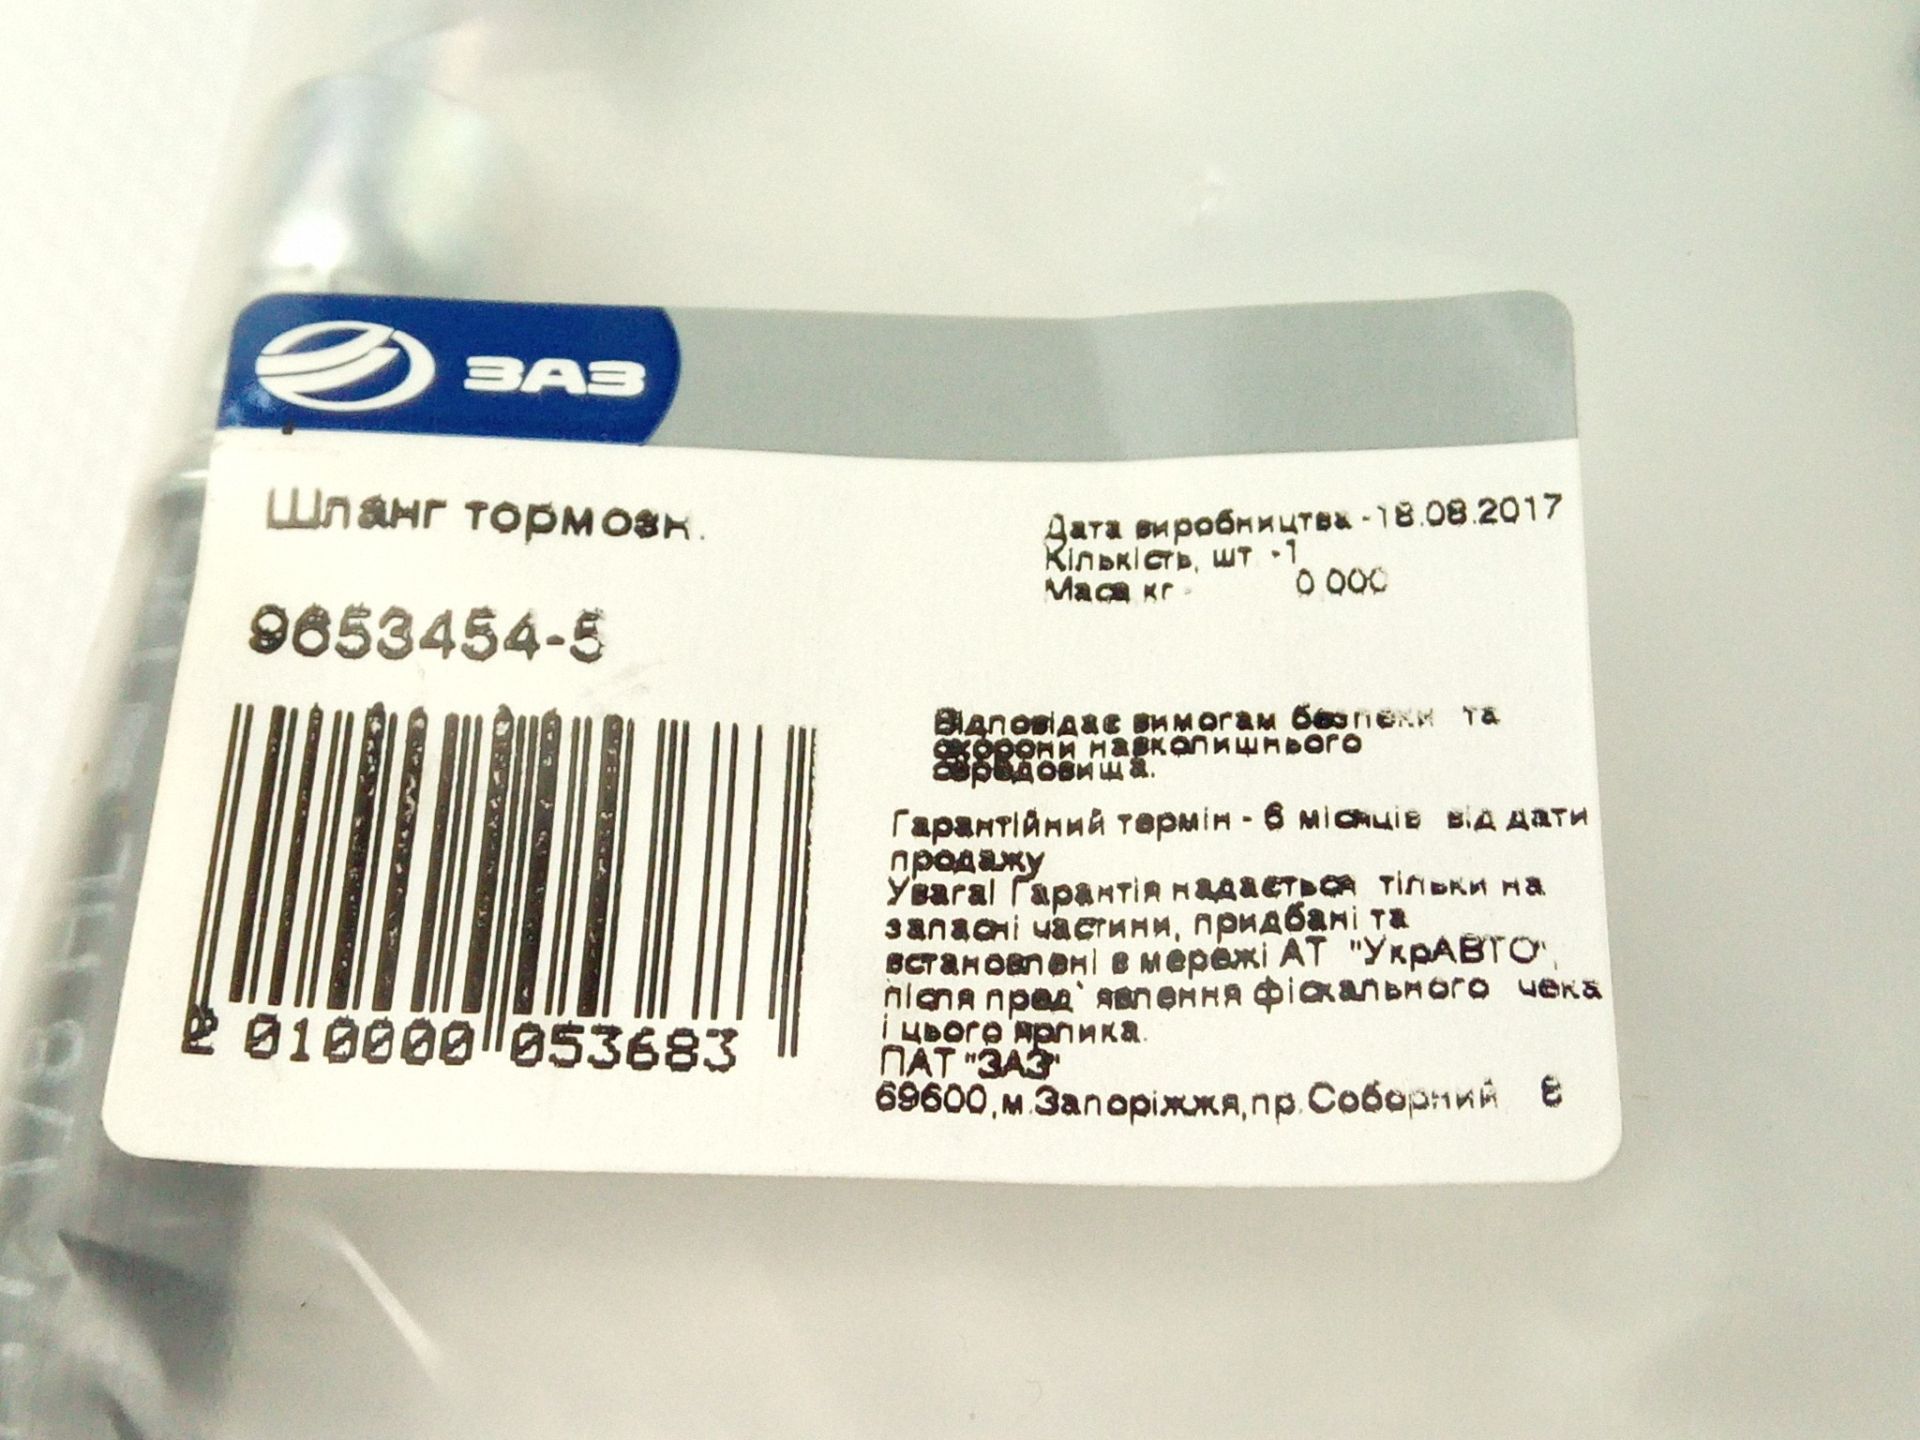 ЗАЗ
Шланг тормозн.
9653454-5
2 010000 053683
Дата виробництва -18.08.2017
Кількість, шт -1
Маса кг - 0 000
Відповідає вимогам безпеки та
охорони навколишнього
середовища.
Гарантійний термін - 6 місяців від дати
продажу
Увага! Гарантія надається тільки на
запасні частини, придбані та
встановлені в мережі АТ "УкрАВТО",
після пред`явлення фіскального чека
і цього ярлика.
ПАТ "ЗАЗ"
69600,м.Запоріжжя,пр.Соборний 8